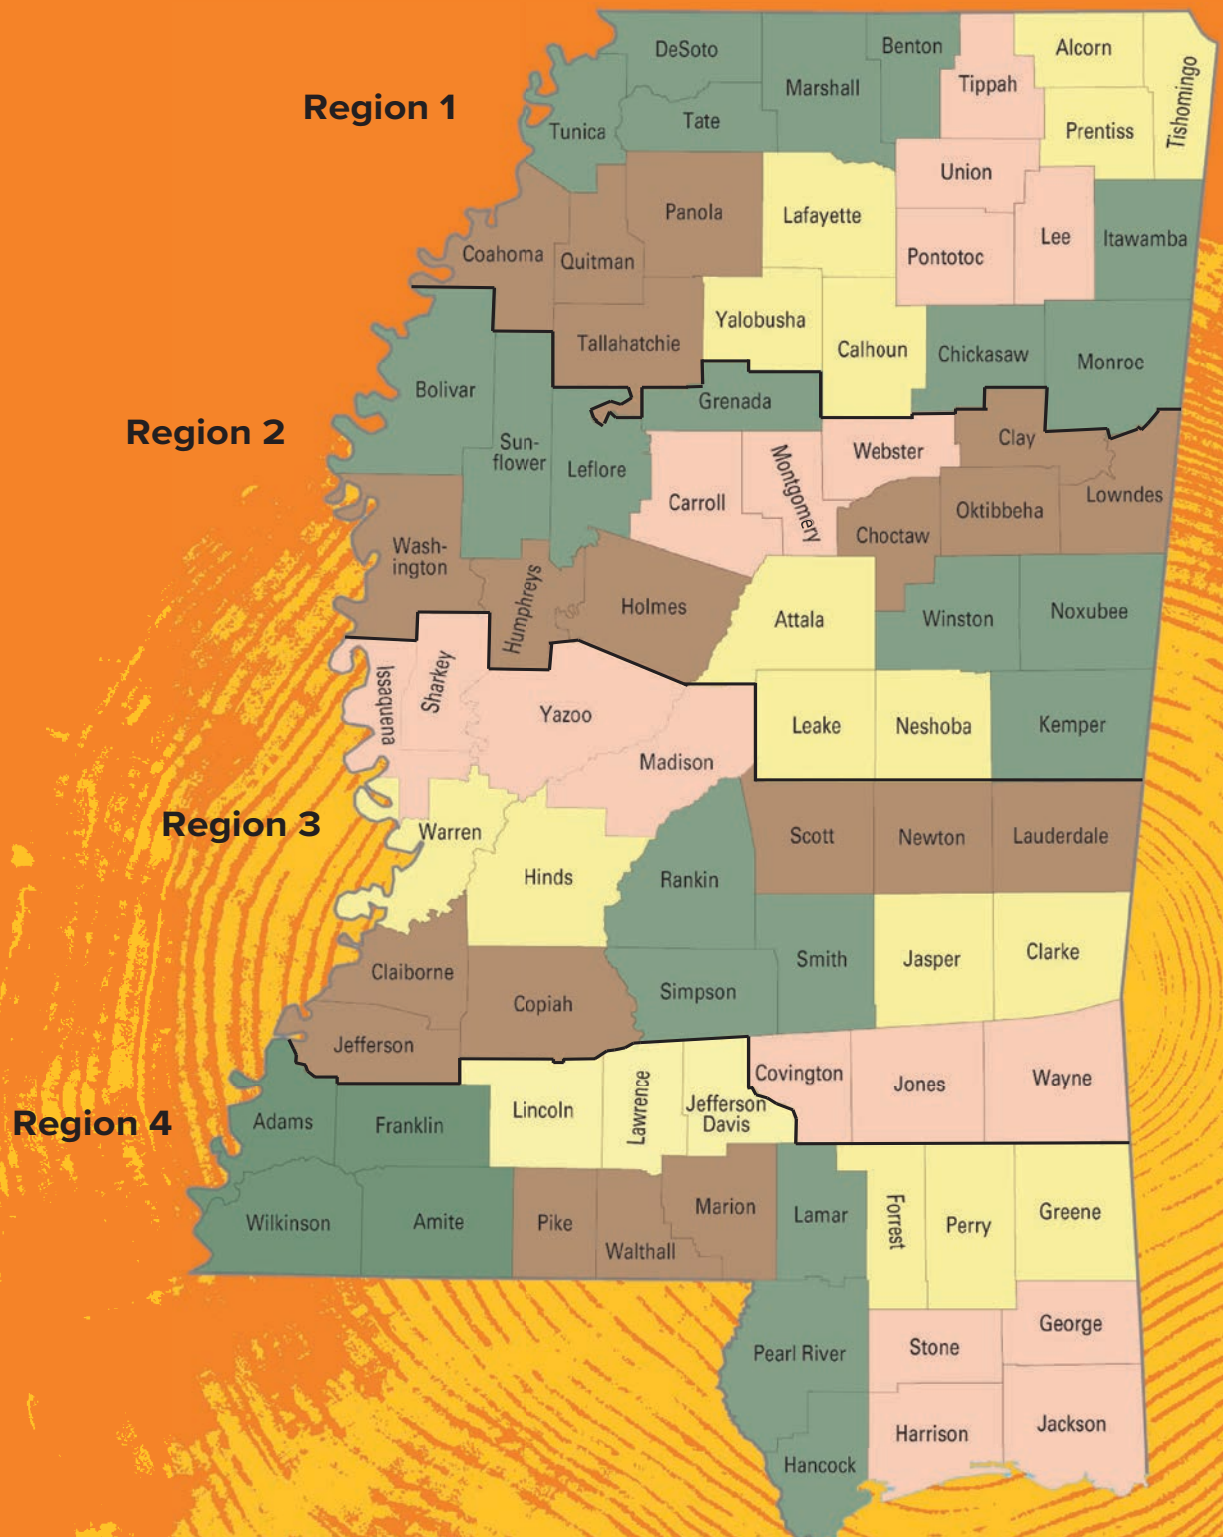 Region 1
DeSoto
Marshall
Benton
Tippah
Alcorn
Tishomingo
Tunica
Tate
Prentiss
Union
Panola
Lafayette
Pontotoc
Lee
Itawamba
Coahoma
Quitman
Tallahatchie
Yalobusha
Calhoun
Chickasaw
Monroc
Region 2
Bolivar
Sun-
flower
Leflore
Grenada
Carroll
Montgomery
Webster
Clay
Choctaw
Oktibbeha
Lowndes
Wash-
ington
Humphreys
Holmes
Attala
Winston
Noxubee
Leake
Neshoba
Kemper
Region 3
Issaquena
Sharkey
Yazoo
Madison
Warren
Hinds
Rankin
Scott
Newton
Lauderdale
Claiborne
Copiah
Simpson
Smith
Jasper
Clarke
Jefferson
Covington
Jones
Wayne
Region 4
Adams
Franklin
Lincoln
Lawrence
Jefferson
Davis
Wilkinson
Amite
Pike
Walthall
Marion
Lamar
Forrest
Perry
Greene
Pearl River
Stone
George
Hancock
Harrison
Jackson